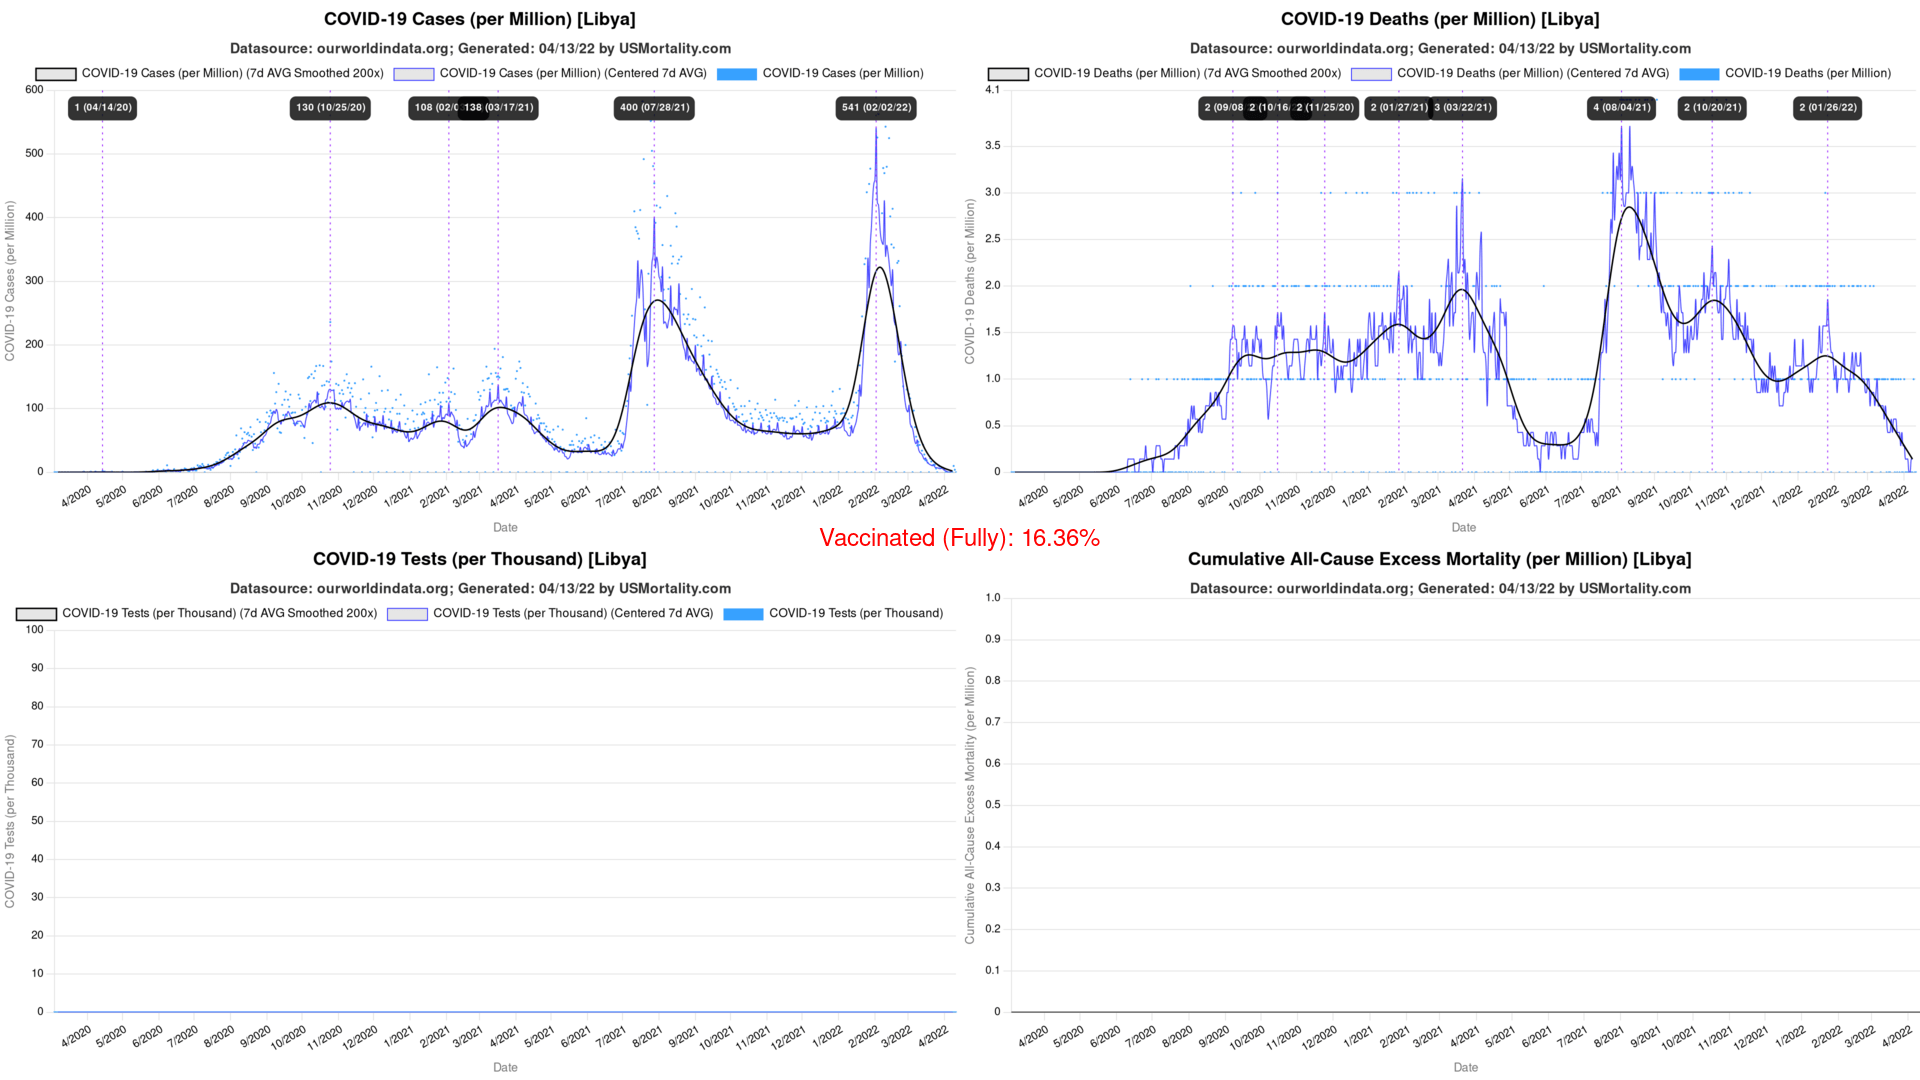 COVID-19 Cases (per Million) [Libya]
Datasource: ourworldindata.org; Generated: 04/13/22 by USMortality.com
COVID-19 Cases (per Million) (7d AVG Smoothed 200x) COVID-19 Cases (per Million) (Centered 7d AVG) COVID-19 Cases (per Million)
1 (04/14/20) 130 (10/25/20) 108 (02/0 138 (03/17/21) 400 (07/28/21) 541 (02/02/22)
600
500
400
300
200
100
0
COVID-19 Cases (per Million)
4/2020 5/2020 6/2020 7/2020 8/2020 9/2020 10/2020 11/2020 12/2020 1/2021 2/2021 3/2021 4/2021 5/2021 6/2021 7/2021 8/2021 9/2021 10/2021 11/2021 12/2021 1/2022 2/2022 3/2022 4/2022
Date
COVID-19 Deaths (per Million) [Libya]
Datasource: ourworldindata.org; Generated: 04/13/22 by USMortality.com
COVID-19 Deaths (per Million) (7d AVG Smoothed 200x) COVID-19 Deaths (per Million) (Centered 7d AVG) COVID-19 Deaths (per Million)
2 (09/08 2 (10/16 2 (11/25/20) 2 (01/27/21) 3 (03/22/21) 4 (08/04/21) 2 (10/20/21) 2 (01/26/22)
4.1
3.5
3.0
2.5
2.0
1.5
1.0
0.5
0
COVID-19 Deaths (per Million)
4/2020 5/2020 6/2020 7/2020 8/2020 9/2020 10/2020 11/2020 12/2020 1/2021 2/2021 3/2021 4/2021 5/2021 6/2021 7/2021 8/2021 9/2021 10/2021 11/2021 12/2021 1/2022 2/2022 3/2022 4/2022
Date
Vaccinated (Fully): 16.36%
COVID-19 Tests (per Thousand) [Libya]
Datasource: ourworldindata.org; Generated: 04/13/22 by USMortality.com
COVID-19 Tests (per Thousand) (7d AVG Smoothed 200x) COVID-19 Tests (per Thousand) (Centered 7d AVG) COVID-19 Tests (per Thousand)
100
90
80
70
60
50
40
30
20
10
0
COVID-19 Tests (per Thousand)
4/2020 5/2020 6/2020 7/2020 8/2020 9/2020 10/2020 11/2020 12/2020 1/2021 2/2021 3/2021 4/2021 5/2021 6/2021 7/2021 8/2021 9/2021 10/2021 11/2021 12/2021 1/2022 2/2022 3/2022 4/2022
Date
Cumulative All-Cause Excess Mortality (per Million) [Libya]
Datasource: ourworldindata.org; Generated: 04/13/22 by USMortality.com
1.0
0.9
0.8
0.7
0.6
0.5
0.4
0.3
0.2
0.1
0
Cumulative All-Cause Excess Mortality (per Million)
4/2020 5/2020 6/2020 7/2020 8/2020 9/2020 10/2020 11/2020 12/2020 1/2021 2/2021 3/2021 4/2021 5/2021 6/2021 7/2021 8/2021 9/2021 10/2021 11/2021 12/2021 1/2022 2/2022 3/2022 4/2022
Date